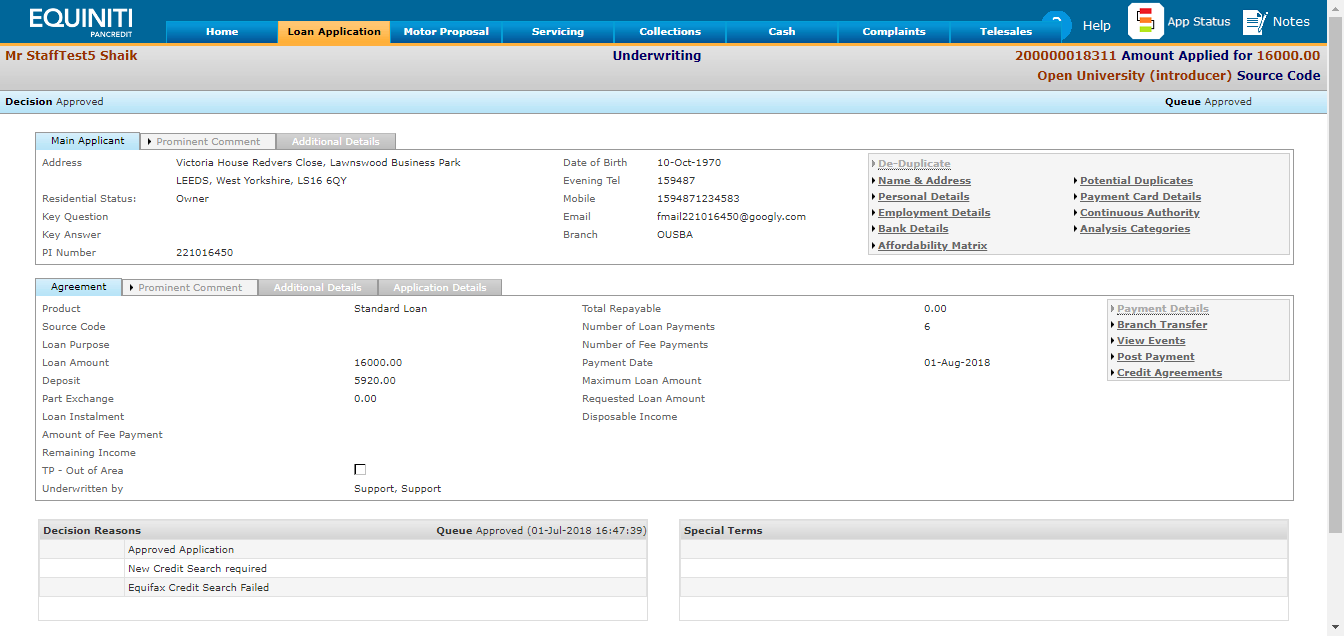 EQUINITI
PANCREDIT
Home Loan Application Motor Proposal Servicing Collections Cash Complaints Telesales Help App Status Notes
Mr StaffTest5 Shaik Underwriting 200000018311 Amount Applied for 16000.00
Open University (introducer) Source Code
Decision Approved Queue Approved
Main Applicant Prominent Comment Additional Details
Address Victoria House Redvers Close, Lawnswood Business Park Date of Birth 10-Oct-1970 De-Duplicate
LEEDS, West Yorkshire, LS16 6QY Evening Tel 159487 Name & Address Potential Duplicates
Residential Status: Owner Mobile 1594871234583 Personal Details Payment Card Details
Key Question Email fmail221016450@googly.com Employment Details Continuous Authority
Key Answer Branch OUSBA Bank Details Analysis Categories
PI Number 221016450 Affordability Matrix
Agreement Prominent Comment Additional Details Application Details
Product Standard Loan Total Repayable 0.00 Payment Details
Source Code Number of Loan Payments 6 Branch Transfer
Loan Purpose Number of Fee Payments View Events
Loan Amount 16000.00 Payment Date 01-Aug-2018 Post Payment
Deposit 5920.00 Maximum Loan Amount Credit Agreements
Part Exchange 0.00 Requested Loan Amount
Loan Instalment Disposable Income
Amount of Fee Payment
Remaining Income
TP - Out of Area
Underwritten by Support, Support
Decision Reasons Queue Approved (01-Jul-2018 16:47:39) Special Terms
Approved Application
New Credit Search required
Equifax Credit Search Failed